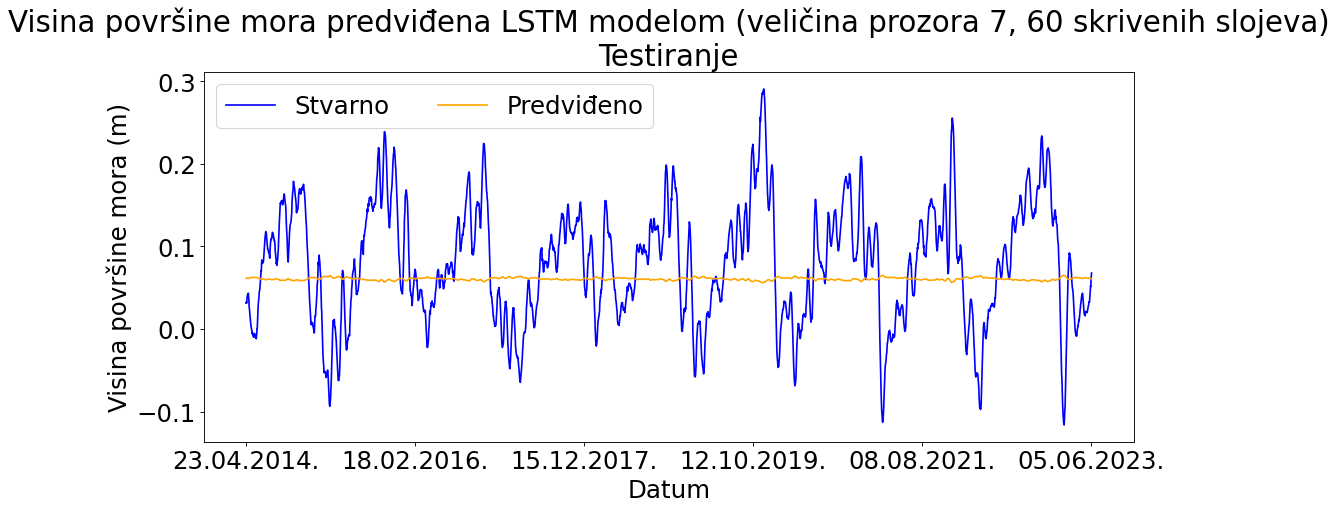 Visina površine mora predviđena LSTM modelom (veličina prozora 7, 60 skrivenih slojeva)
Testiranje
Stvarno Predviđeno
Visina površine mora (m)
0.3
0.2
0.1
0.0
−0.1
23.04.2014. 18.02.2016. 15.12.2017. 12.10.2019. 08.08.2021. 05.06.2023.
Datum